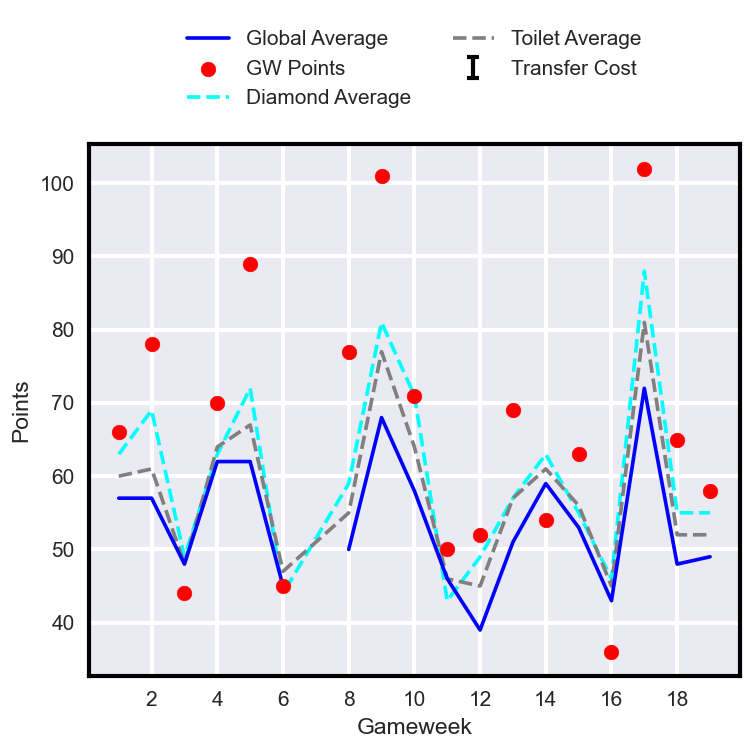 Global Average
GW Points
Diamond Average
Toilet Average
Transfer Cost
Points
100
90
80
70
60
50
40
2 4 6 8 10 12 14 16 18
Gameweek